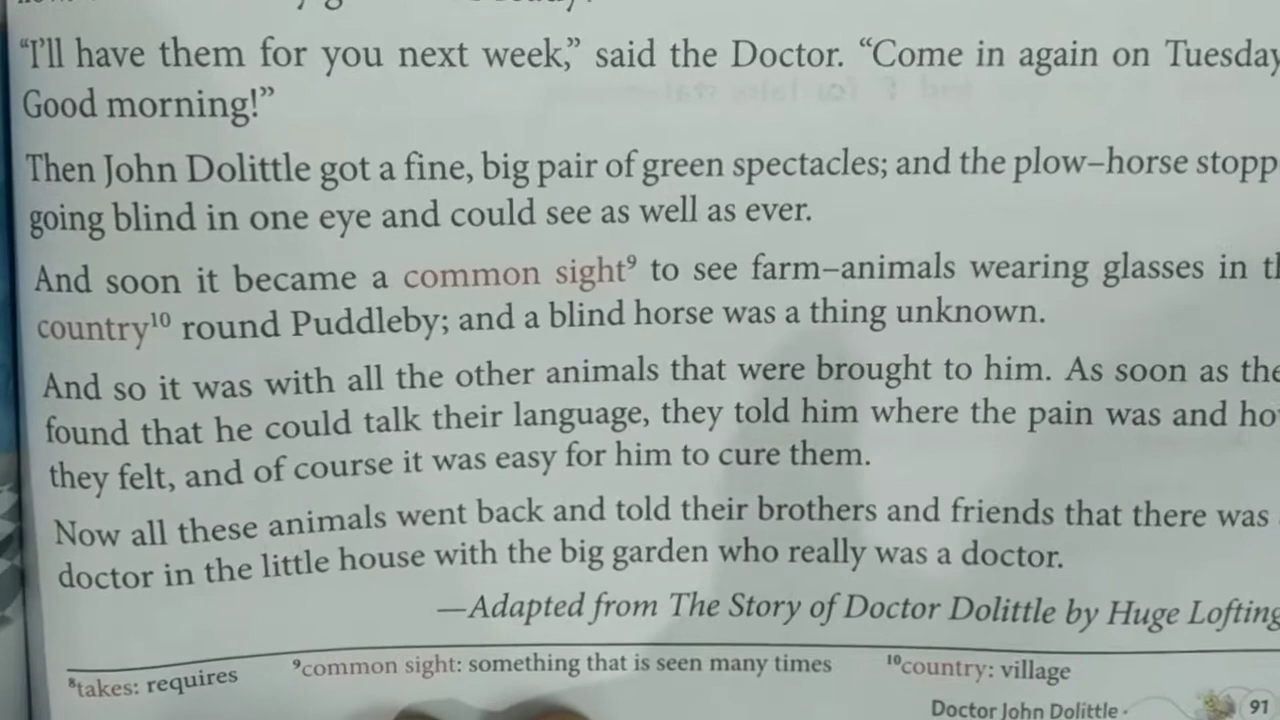 “I’ll have them for you next week,” said the Doctor. “Come in again on Tuesday
Good morning!”
Then John Dolittle got a fine, big pair of green spectacles; and the plow–horse stopp
going blind in one eye and could see as well as ever.
And soon it became a common sight⁹ to see farm–animals wearing glasses in th
country¹⁰ round Puddleby; and a blind horse was a thing unknown.
And so it was with all the other animals that were brought to him. As soon as the
found that he could talk their language, they told him where the pain was and ho
they felt, and of course it was easy for him to cure them.
Now all these animals went back and told their brothers and friends that there was
doctor in the little house with the big garden who really was a doctor.
—Adapted from The Story of Doctor Dolittle by Huge Lofting
⁸takes: requires ⁹common sight: something that is seen many times ¹⁰country: village
Doctor John Dolittle 91